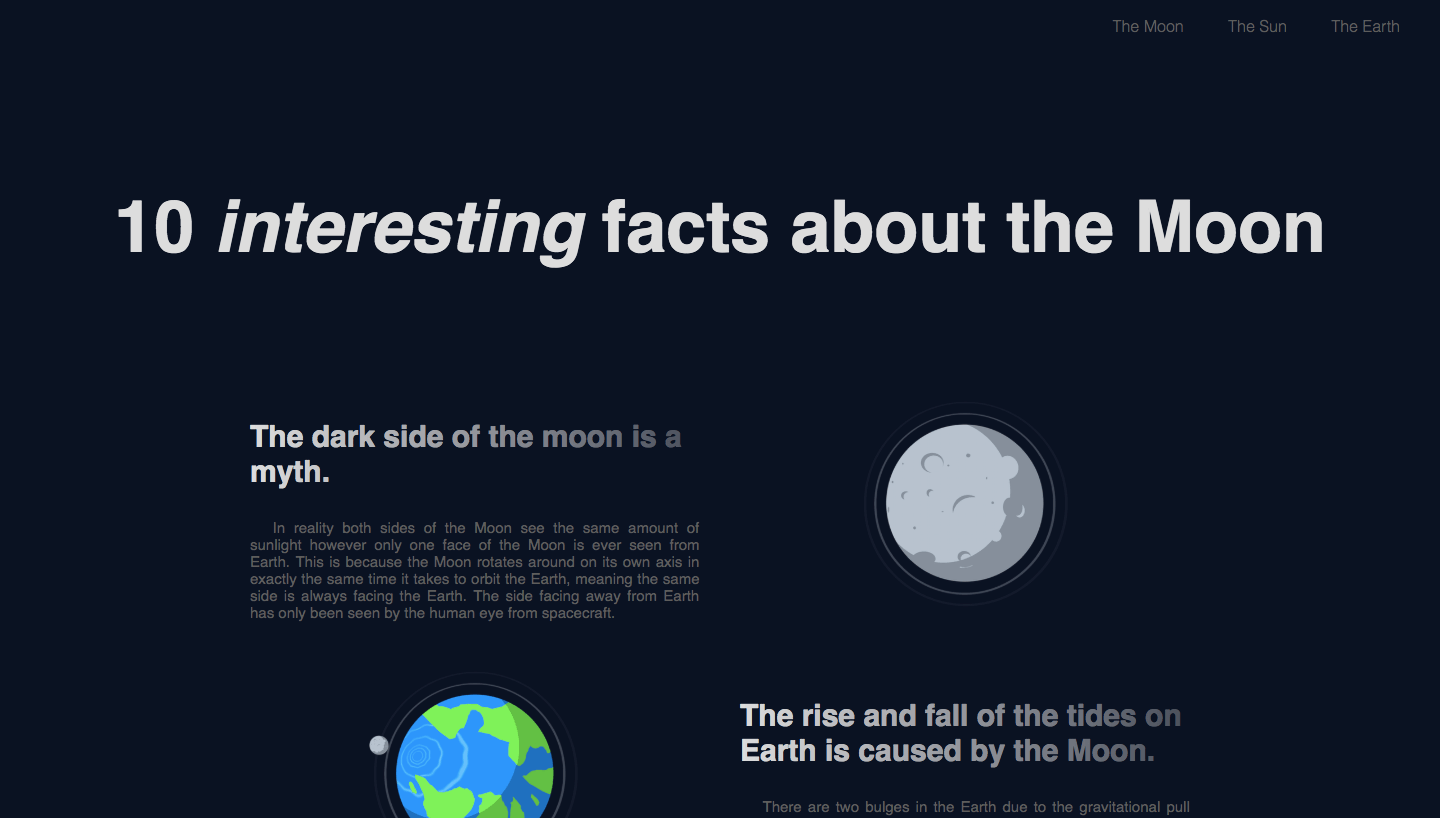 The Moon The Sun The Earth
10 interesting facts about the Moon
The dark side of the moon is a
myth.
In reality both sides of the Moon see the same amount of
sunlight however only one face of the Moon is ever seen from
Earth. This is because the Moon rotates around on its own axis in
exactly the same time it takes to orbit the Earth, meaning the same
side is always facing the Earth. The side facing away from Earth
has only been seen by the human eye from spacecraft.
The rise and fall of the tides on
Earth is caused by the Moon.
There are two bulges in the Earth due to the gravitational pull